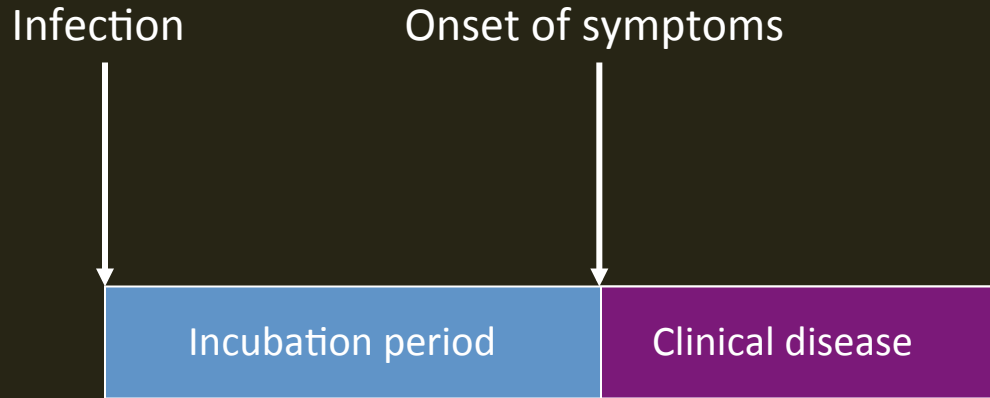 Infection
Onset of symptoms
Incubation period
Clinical disease